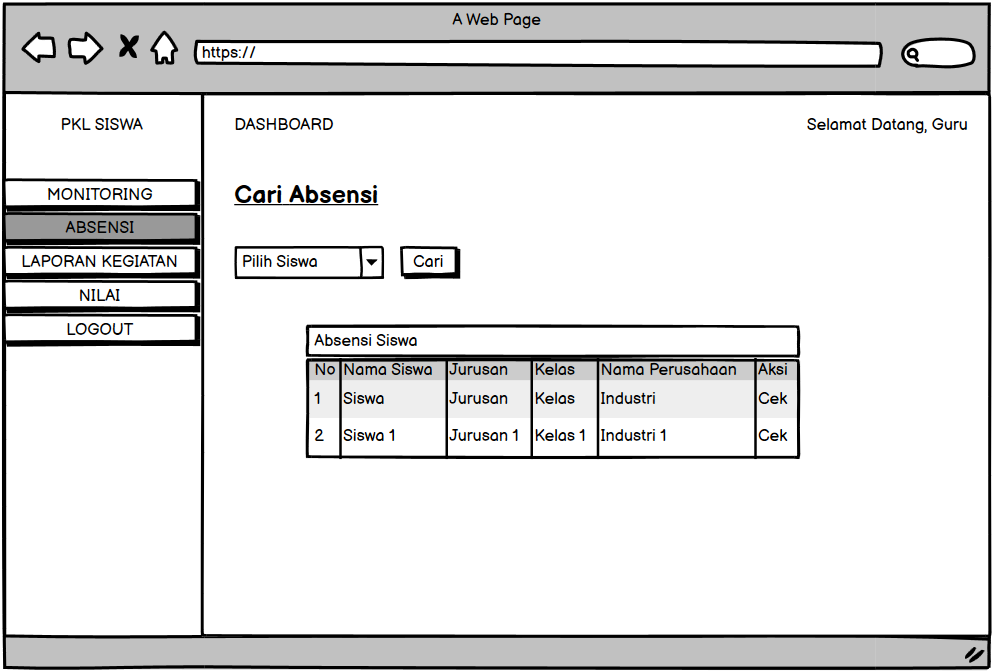 A Web Page
https://
PKL SISWA
DASHBOARD
Selamat Datang, Guru
MONITORING
ABSENSI
LAPORAN KEGIATAN
NILAI
LOGOUT
Cari Absensi
Pilih Siswa
Cari
Absensi Siswa
No Nama Siswa Jurusan Kelas Nama Perusahaan Aksi
1 Siswa Jurusan Kelas Industri Cek
2 Siswa 1 Jurusan 1 Kelas 1 Industri 1 Cek